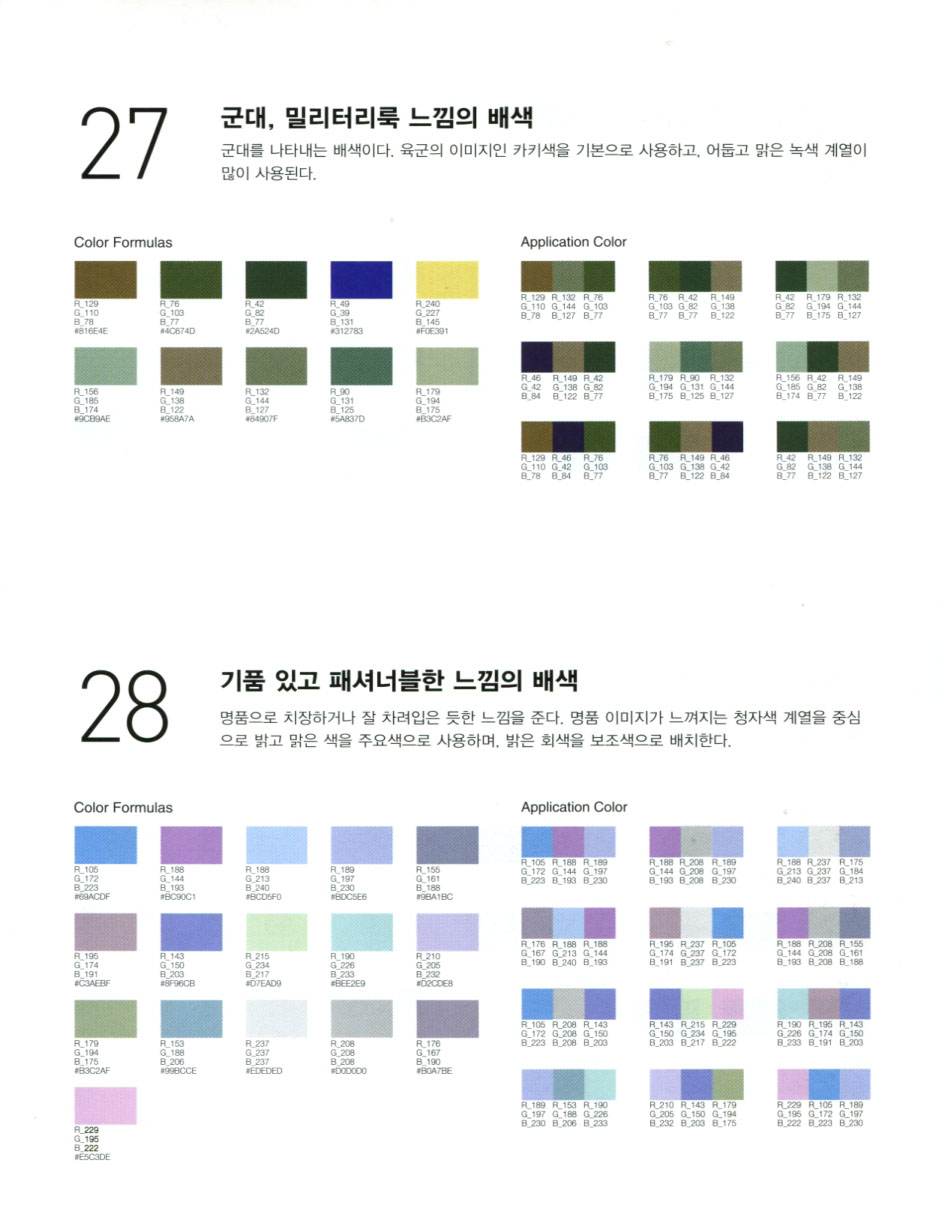 27
군대, 밀리터리룩 느낌의 배색
군대를 나타내는 배색이다. 육군의 이미지인 카키색을 기본으로 사용하고, 어둡고 맑은 녹색 계열이
많이 사용된다.
Color Formulas
R_129 R_76 R_42 R_49 R_240
G_110 G_103 G_82 G_39 G_227
B_78 B_77 B_77 B_131 B_145
#816E4E #4C674D #2A524D #312783 #F0E391
R_156 R_149 R_132 R_90 R_179
G_185 G_138 G_144 G_131 G_194
B_174 B_122 B_127 B_125 B_175
#9CB9AE #958A7A #84907F #5A837D #B3C2AF
Application Color
R_129 R_132 R_76 R_76 R_42 R_149 R_42 R_179 R_132
G_110 G_144 G_103 G_103 G_82 G_138 G_82 G_194 G_144
B_78 B_127 B_77 B_77 B_77 B_122 B_77 B_175 B_127
R_46 R_149 R_42 R_179 R_90 R_132 R_156 R_42 R_149
G_42 G_138 G_82 G_194 G_131 G_144 G_185 G_82 G_138
B_84 B_122 B_77 B_175 B_125 B_127 B_174 B_77 B_122
R_129 R_46 R_76 R_76 R_149 R_46 R_42 R_149 R_132
G_110 G_42 G_103 G_103 G_138 G_42 G_82 G_138 G_144
B_78 B_84 B_77 B_77 B_122 B_84 B_77 B_122 B_127
28
기품 있고 패셔너블한 느낌의 배색
명품으로 치장하거나 잘 차려입은 듯한 느낌을 준다. 명품 이미지가 느껴지는 청자색 계열을 중심
으로 밝고 맑은 색을 주요색으로 사용하며, 밝은 회색을 보조색으로 배치한다.
Color Formulas
R_105 R_188 R_188 R_189 R_155
G_172 G_144 G_213 G_197 G_161
B_223 B_193 B_240 B_230 B_188
#69ACDF #BC90C1 #BCD5F0 #BDC5E6 #9BA1BC
R_195 R_143 R_215 R_190 R_210
G_174 G_150 G_234 G_226 G_205
B_191 B_203 B_217 B_233 B_232
#C3AEBF #8F96CB #D7EAD9 #BEE2E9 #D2CDE8
R_179 R_153 R_237 R_208 R_176
G_194 G_188 G_237 G_208 G_167
B_175 B_206 B_237 B_208 B_190
#B3C2AF #99BCCE #EDEDED #D0D0D0 #B0A7BE
R_229
G_195
B_222
#E5C3DE
Application Color
R_105 R_188 R_189 R_188 R_208 R_189 R_188 R_237 R_175
G_172 G_144 G_197 G_144 G_208 G_197 G_213 G_237 G_184
B_223 B_193 B_230 B_193 B_208 B_230 B_240 B_237 B_213
R_176 R_188 R_188 R_195 R_237 R_105 R_188 R_208 R_155
G_167 G_213 G_144 G_174 G_237 G_172 G_144 G_208 G_161
B_190 B_240 B_193 B_191 B_237 B_223 B_193 B_208 B_188
R_105 R_208 R_143 R_143 R_215 R_229 R_190 R_195 R_143
G_172 G_208 G_150 G_150 G_234 G_195 G_226 G_174 G_150
B_223 B_208 B_203 B_203 B_217 B_222 B_233 B_191 B_203
R_189 R_153 R_190 R_210 R_143 R_179 R_229 R_105 R_189
G_197 G_188 G_226 G_205 G_150 G_194 G_195 G_172 G_197
B_230 B_206 B_233 B_232 B_203 B_175 B_222 B_223 B_230